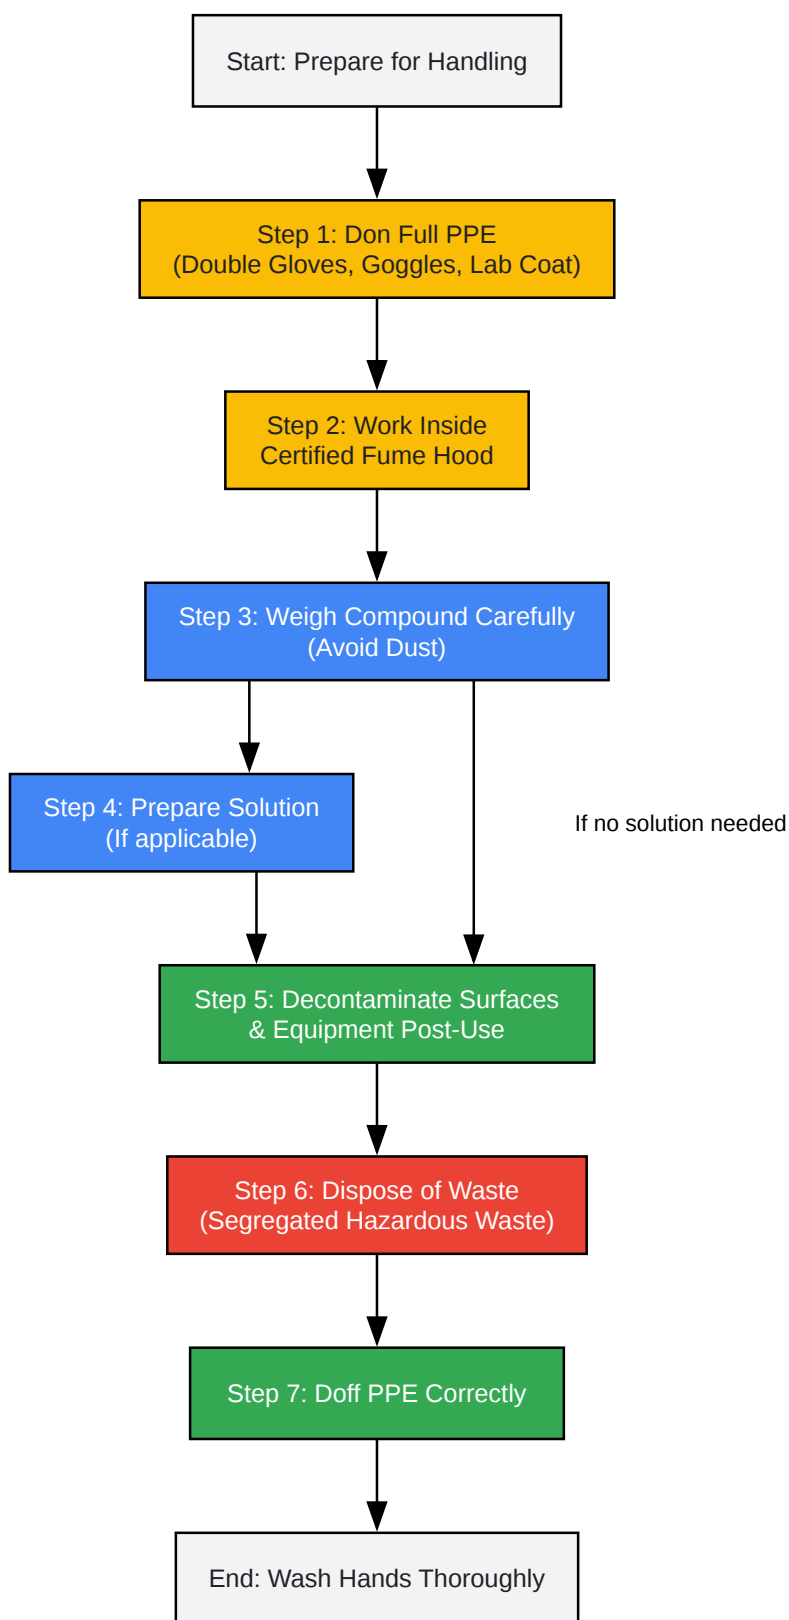 Start: Prepare for Handling
Step 1: Don Full PPE
(Double Gloves, Goggles, Lab Coat)
Step 2: Work Inside
Certified Fume Hood
Step 3: Weigh Compound Carefully
(Avoid Dust)
Step 4: Prepare Solution
(If applicable)
If no solution needed
Step 5: Decontaminate Surfaces
& Equipment Post-Use
Step 6: Dispose of Waste
(Segregated Hazardous Waste)
Step 7: Doff PPE Correctly
End: Wash Hands Thoroughly